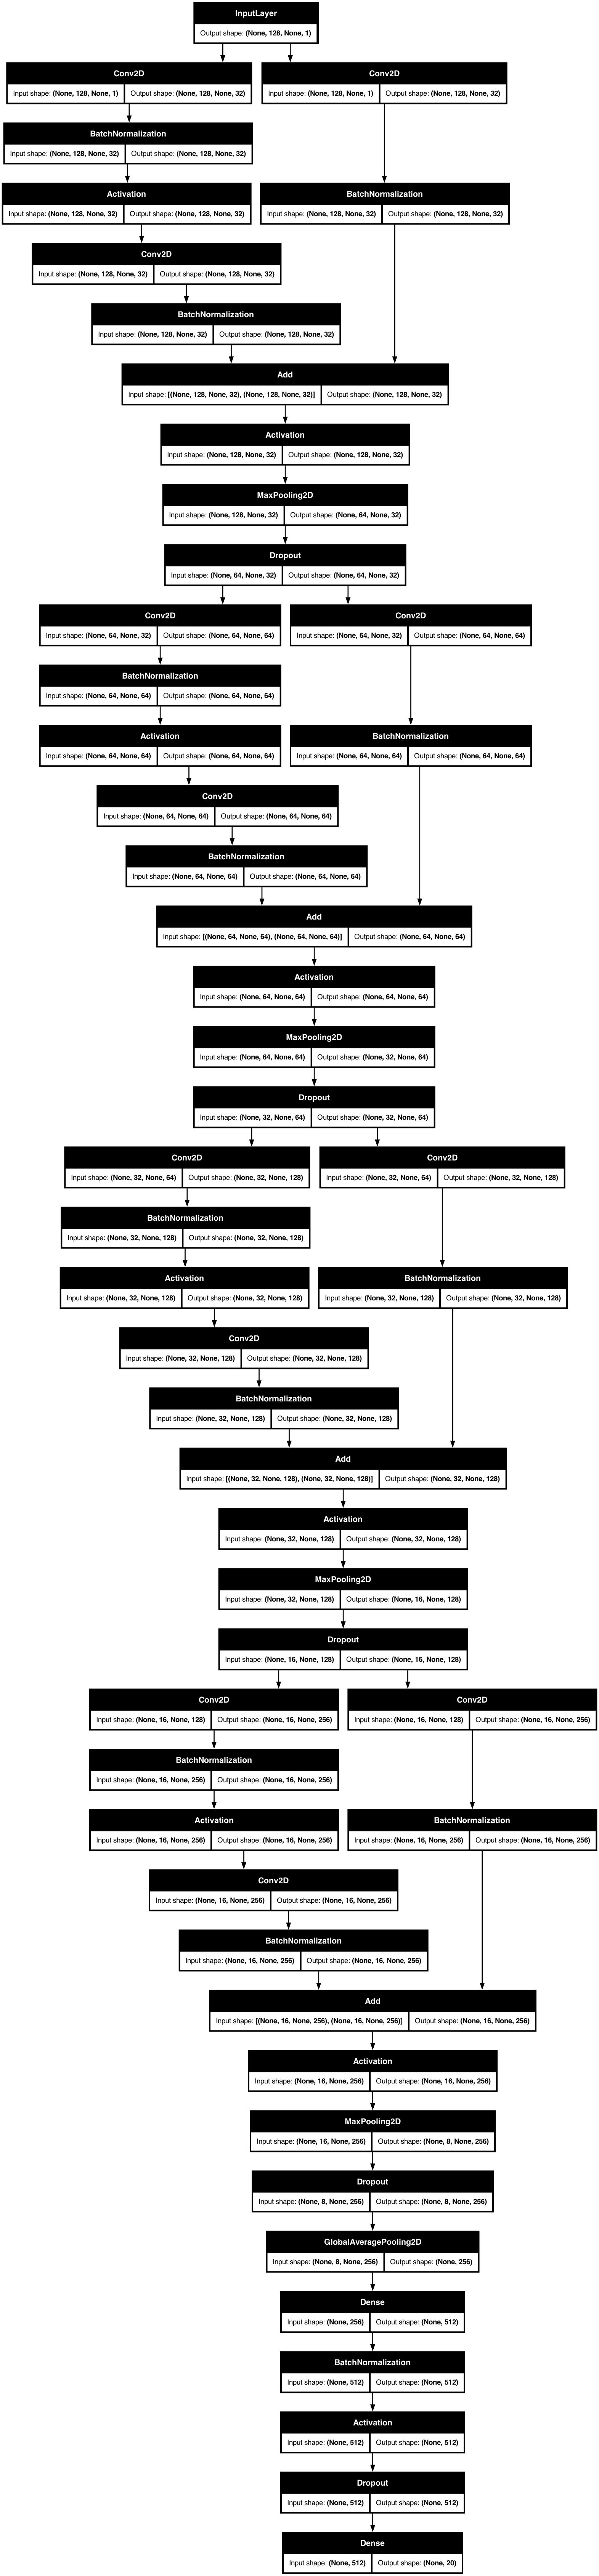 InputLayer
Output shape: (None, 128, None, 1)
Conv2D
Input shape: (None, 128, None, 1) Output shape: (None, 128, None, 32)
Conv2D
Input shape: (None, 128, None, 1) Output shape: (None, 128, None, 32)
BatchNormalization
Input shape: (None, 128, None, 32) Output shape: (None, 128, None, 32)
Activation
Input shape: (None, 128, None, 32) Output shape: (None, 128, None, 32)
BatchNormalization
Input shape: (None, 128, None, 32) Output shape: (None, 128, None, 32)
Conv2D
Input shape: (None, 128, None, 32) Output shape: (None, 128, None, 32)
BatchNormalization
Input shape: (None, 128, None, 32) Output shape: (None, 128, None, 32)
Add
Input shape: [(None, 128, None, 32), (None, 128, None, 32)] Output shape: (None, 128, None, 32)
Activation
Input shape: (None, 128, None, 32) Output shape: (None, 128, None, 32)
MaxPooling2D
Input shape: (None, 128, None, 32) Output shape: (None, 64, None, 32)
Dropout
Input shape: (None, 64, None, 32) Output shape: (None, 64, None, 32)
Conv2D
Input shape: (None, 64, None, 32) Output shape: (None, 64, None, 64)
Conv2D
Input shape: (None, 64, None, 32) Output shape: (None, 64, None, 64)
BatchNormalization
Input shape: (None, 64, None, 64) Output shape: (None, 64, None, 64)
Activation
Input shape: (None, 64, None, 64) Output shape: (None, 64, None, 64)
BatchNormalization
Input shape: (None, 64, None, 64) Output shape: (None, 64, None, 64)
Conv2D
Input shape: (None, 64, None, 64) Output shape: (None, 64, None, 64)
BatchNormalization
Input shape: (None, 64, None, 64) Output shape: (None, 64, None, 64)
Add
Input shape: [(None, 64, None, 64), (None, 64, None, 64)] Output shape: (None, 64, None, 64)
Activation
Input shape: (None, 64, None, 64) Output shape: (None, 64, None, 64)
MaxPooling2D
Input shape: (None, 64, None, 64) Output shape: (None, 32, None, 64)
Dropout
Input shape: (None, 32, None, 64) Output shape: (None, 32, None, 64)
Conv2D
Input shape: (None, 32, None, 64) Output shape: (None, 32, None, 128)
Conv2D
Input shape: (None, 32, None, 64) Output shape: (None, 32, None, 128)
BatchNormalization
Input shape: (None, 32, None, 128) Output shape: (None, 32, None, 128)
Activation
Input shape: (None, 32, None, 128) Output shape: (None, 32, None, 128)
BatchNormalization
Input shape: (None, 32, None, 128) Output shape: (None, 32, None, 128)
Conv2D
Input shape: (None, 32, None, 128) Output shape: (None, 32, None, 128)
BatchNormalization
Input shape: (None, 32, None, 128) Output shape: (None, 32, None, 128)
Add
Input shape: [(None, 32, None, 128), (None, 32, None, 128)] Output shape: (None, 32, None, 128)
Activation
Input shape: (None, 32, None, 128) Output shape: (None, 32, None, 128)
MaxPooling2D
Input shape: (None, 32, None, 128) Output shape: (None, 16, None, 128)
Dropout
Input shape: (None, 16, None, 128) Output shape: (None, 16, None, 128)
Conv2D
Input shape: (None, 16, None, 128) Output shape: (None, 16, None, 256)
Conv2D
Input shape: (None, 16, None, 128) Output shape: (None, 16, None, 256)
BatchNormalization
Input shape: (None, 16, None, 256) Output shape: (None, 16, None, 256)
Activation
Input shape: (None, 16, None, 256) Output shape: (None, 16, None, 256)
BatchNormalization
Input shape: (None, 16, None, 256) Output shape: (None, 16, None, 256)
Conv2D
Input shape: (None, 16, None, 256) Output shape: (None, 16, None, 256)
BatchNormalization
Input shape: (None, 16, None, 256) Output shape: (None, 16, None, 256)
Add
Input shape: [(None, 16, None, 256), (None, 16, None, 256)] Output shape: (None, 16, None, 256)
Activation
Input shape: (None, 16, None, 256) Output shape: (None, 16, None, 256)
MaxPooling2D
Input shape: (None, 16, None, 256) Output shape: (None, 8, None, 256)
Dropout
Input shape: (None, 8, None, 256) Output shape: (None, 8, None, 256)
GlobalAveragePooling2D
Input shape: (None, 8, None, 256) Output shape: (None, 256)
Dense
Input shape: (None, 256) Output shape: (None, 512)
BatchNormalization
Input shape: (None, 512) Output shape: (None, 512)
Activation
Input shape: (None, 512) Output shape: (None, 512)
Dropout
Input shape: (None, 512) Output shape: (None, 512)
Dense
Input shape: (None, 512) Output shape: (None, 20)